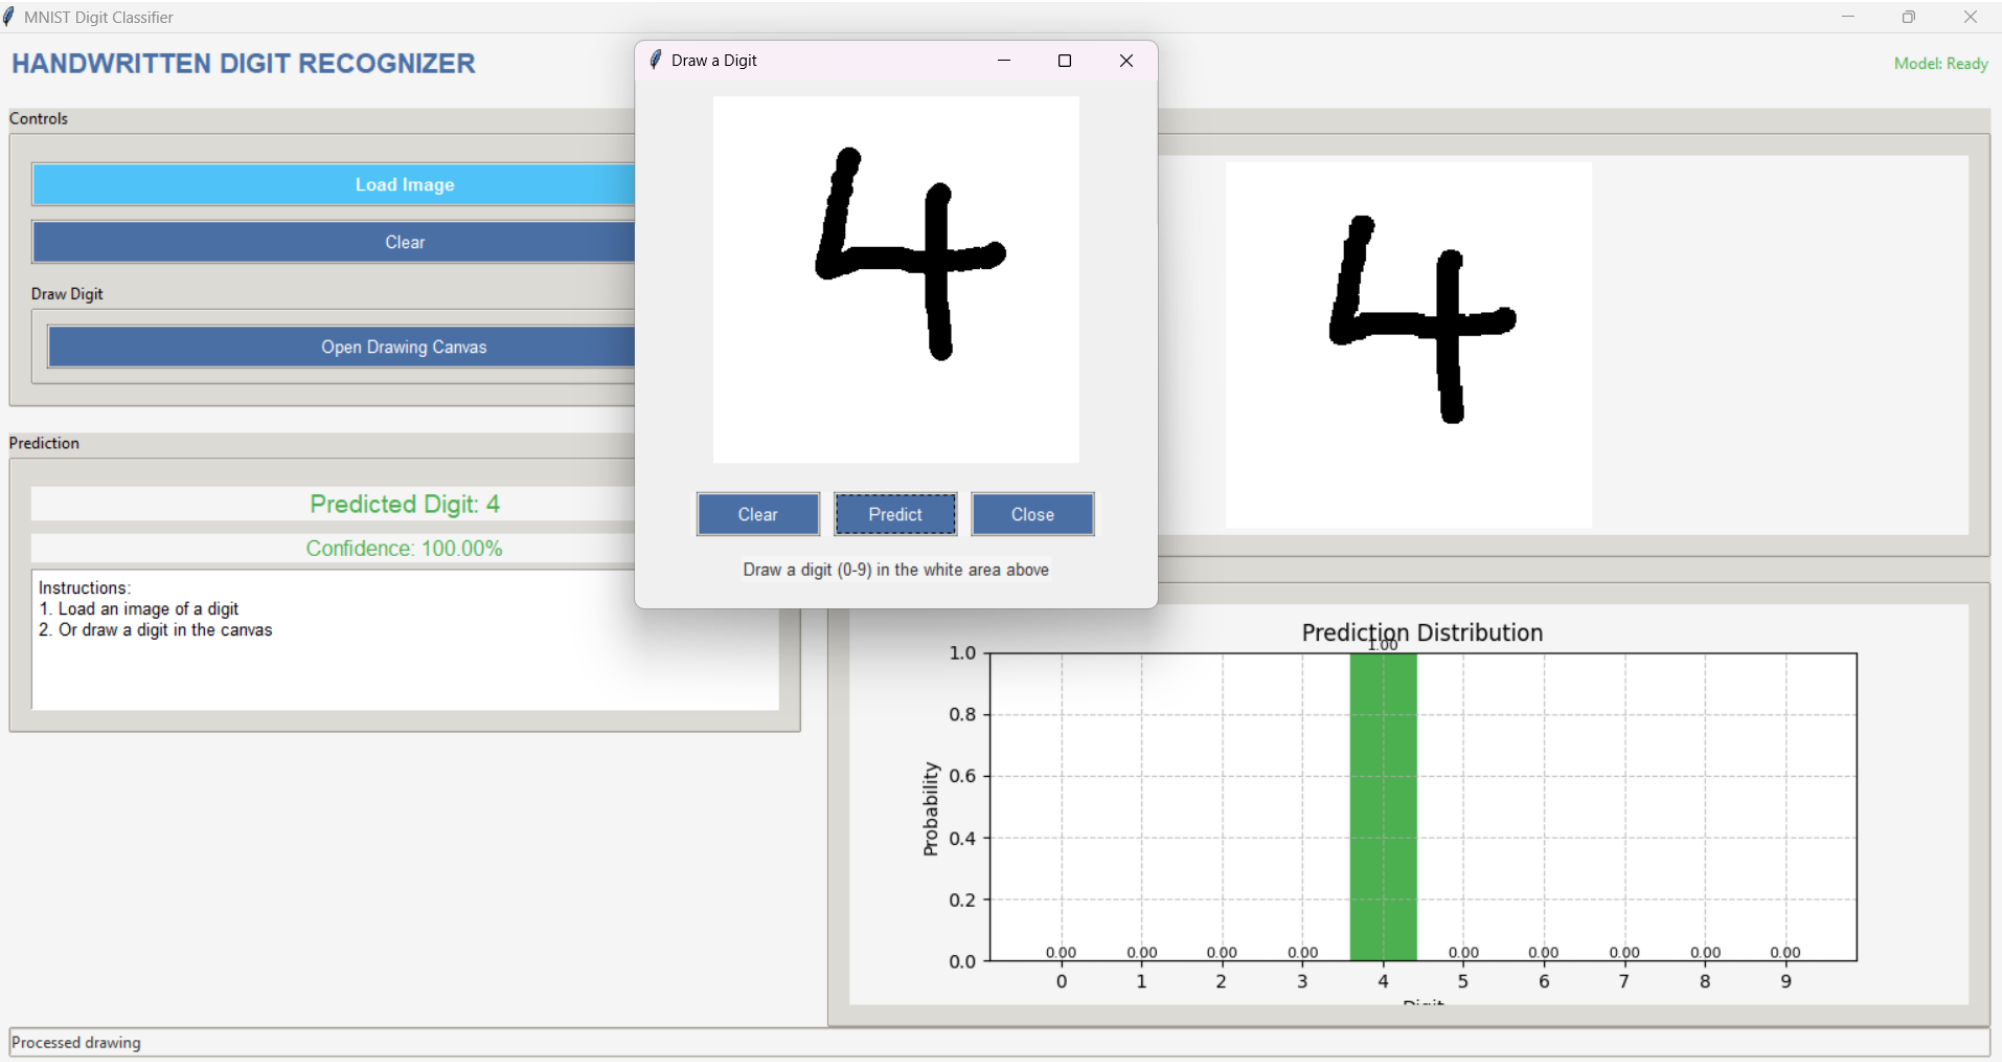 MNIST Digit Classifier
HANDWRITTEN DIGIT RECOGNIZER
Model: Ready
Controls
Load Image
Clear
Draw Digit
Open Drawing Canvas
Prediction
Predicted Digit: 4
Confidence: 100.00%
Instructions:
1. Load an image of a digit
2. Or draw a digit in the canvas
Draw a Digit
4
Clear Predict Close
Draw a digit (0-9) in the white area above
4
Prediction Distribution
1.00
1.0
0.8
0.6
0.4
0.2
0.0
Probability
0.00 0.00 0.00 0.00 0.00 0.00 0.00 0.00 0.00
0 1 2 3 4 5 6 7 8 9
Digit
Processed drawing